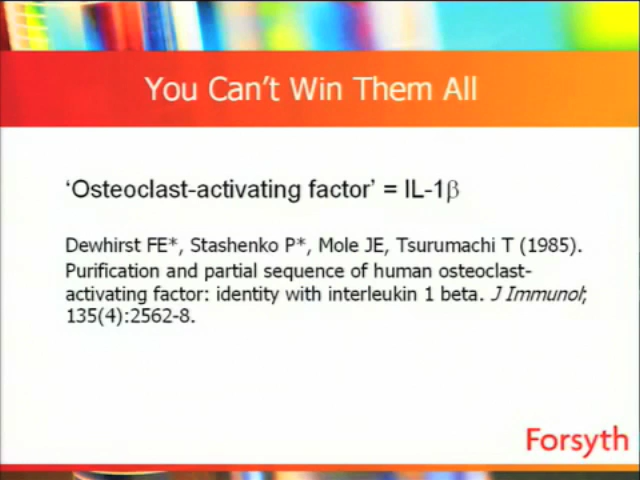 You Can't Win Them All
‘Osteoclast-activating factor’ = IL-1β
Dewhirst FE*, Stashenko P*, Mole JE, Tsurumachi T (1985).
Purification and partial sequence of human osteoclast-
activating factor: identity with interleukin 1 beta. J Immunol;
135(4):2562-8.
Forsyth